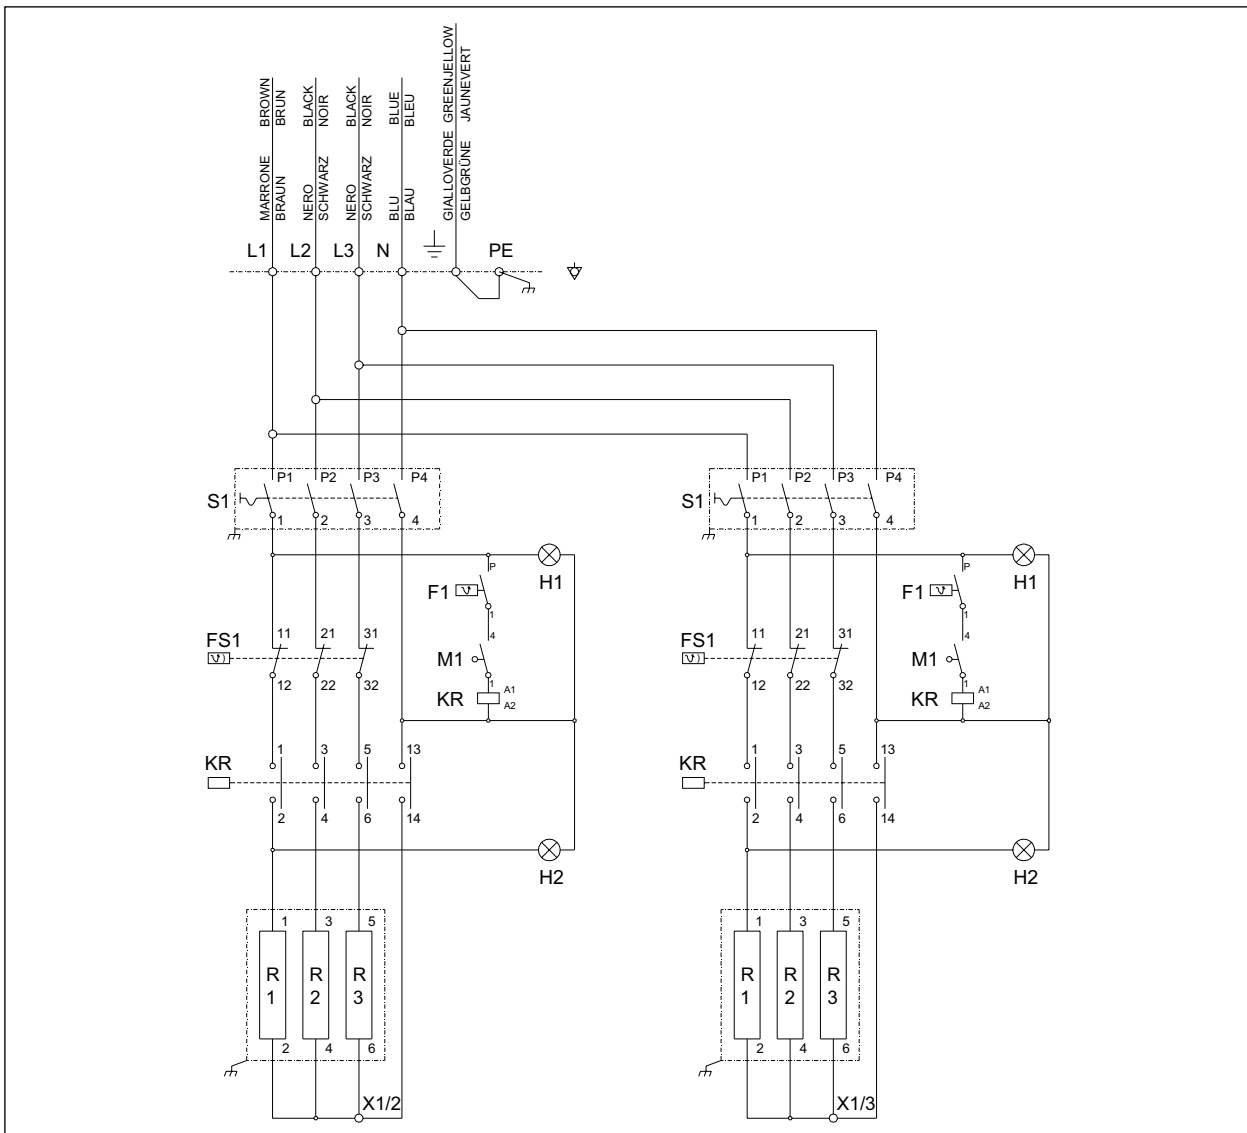 MARRONE BROWN
BRAUN BRUN
NERO BLACK
SCHWARZ NOIR
NERO BLACK
SCHWARZ NOIR
BLU BLUE
BLAU BLEU
GIALLOVERDE GREENJELLOW
GELBGRÜNE JAUNEVERT
L1 L2 L3 N PE
P1 P2 P3 P4 P1 P2 P3 P4
S1 S1
1 2 3 4 1 2 3 4
P P
H1 H1
F1 F1
1 1
11 21 31 4 11 21 31 4
FS1 FS1
M1 M1
12 22 32 1 12 22 32 1
KR A1 KR A1
A2 A2
1 3 5 13 1 3 5 13
KR KR
2 4 6 14 2 4 6 14
H2 H2
1 3 5 1 3 5
R R R R R R
1 2 3 1 2 3
2 4 6 2 4 6
X1/2 X1/3